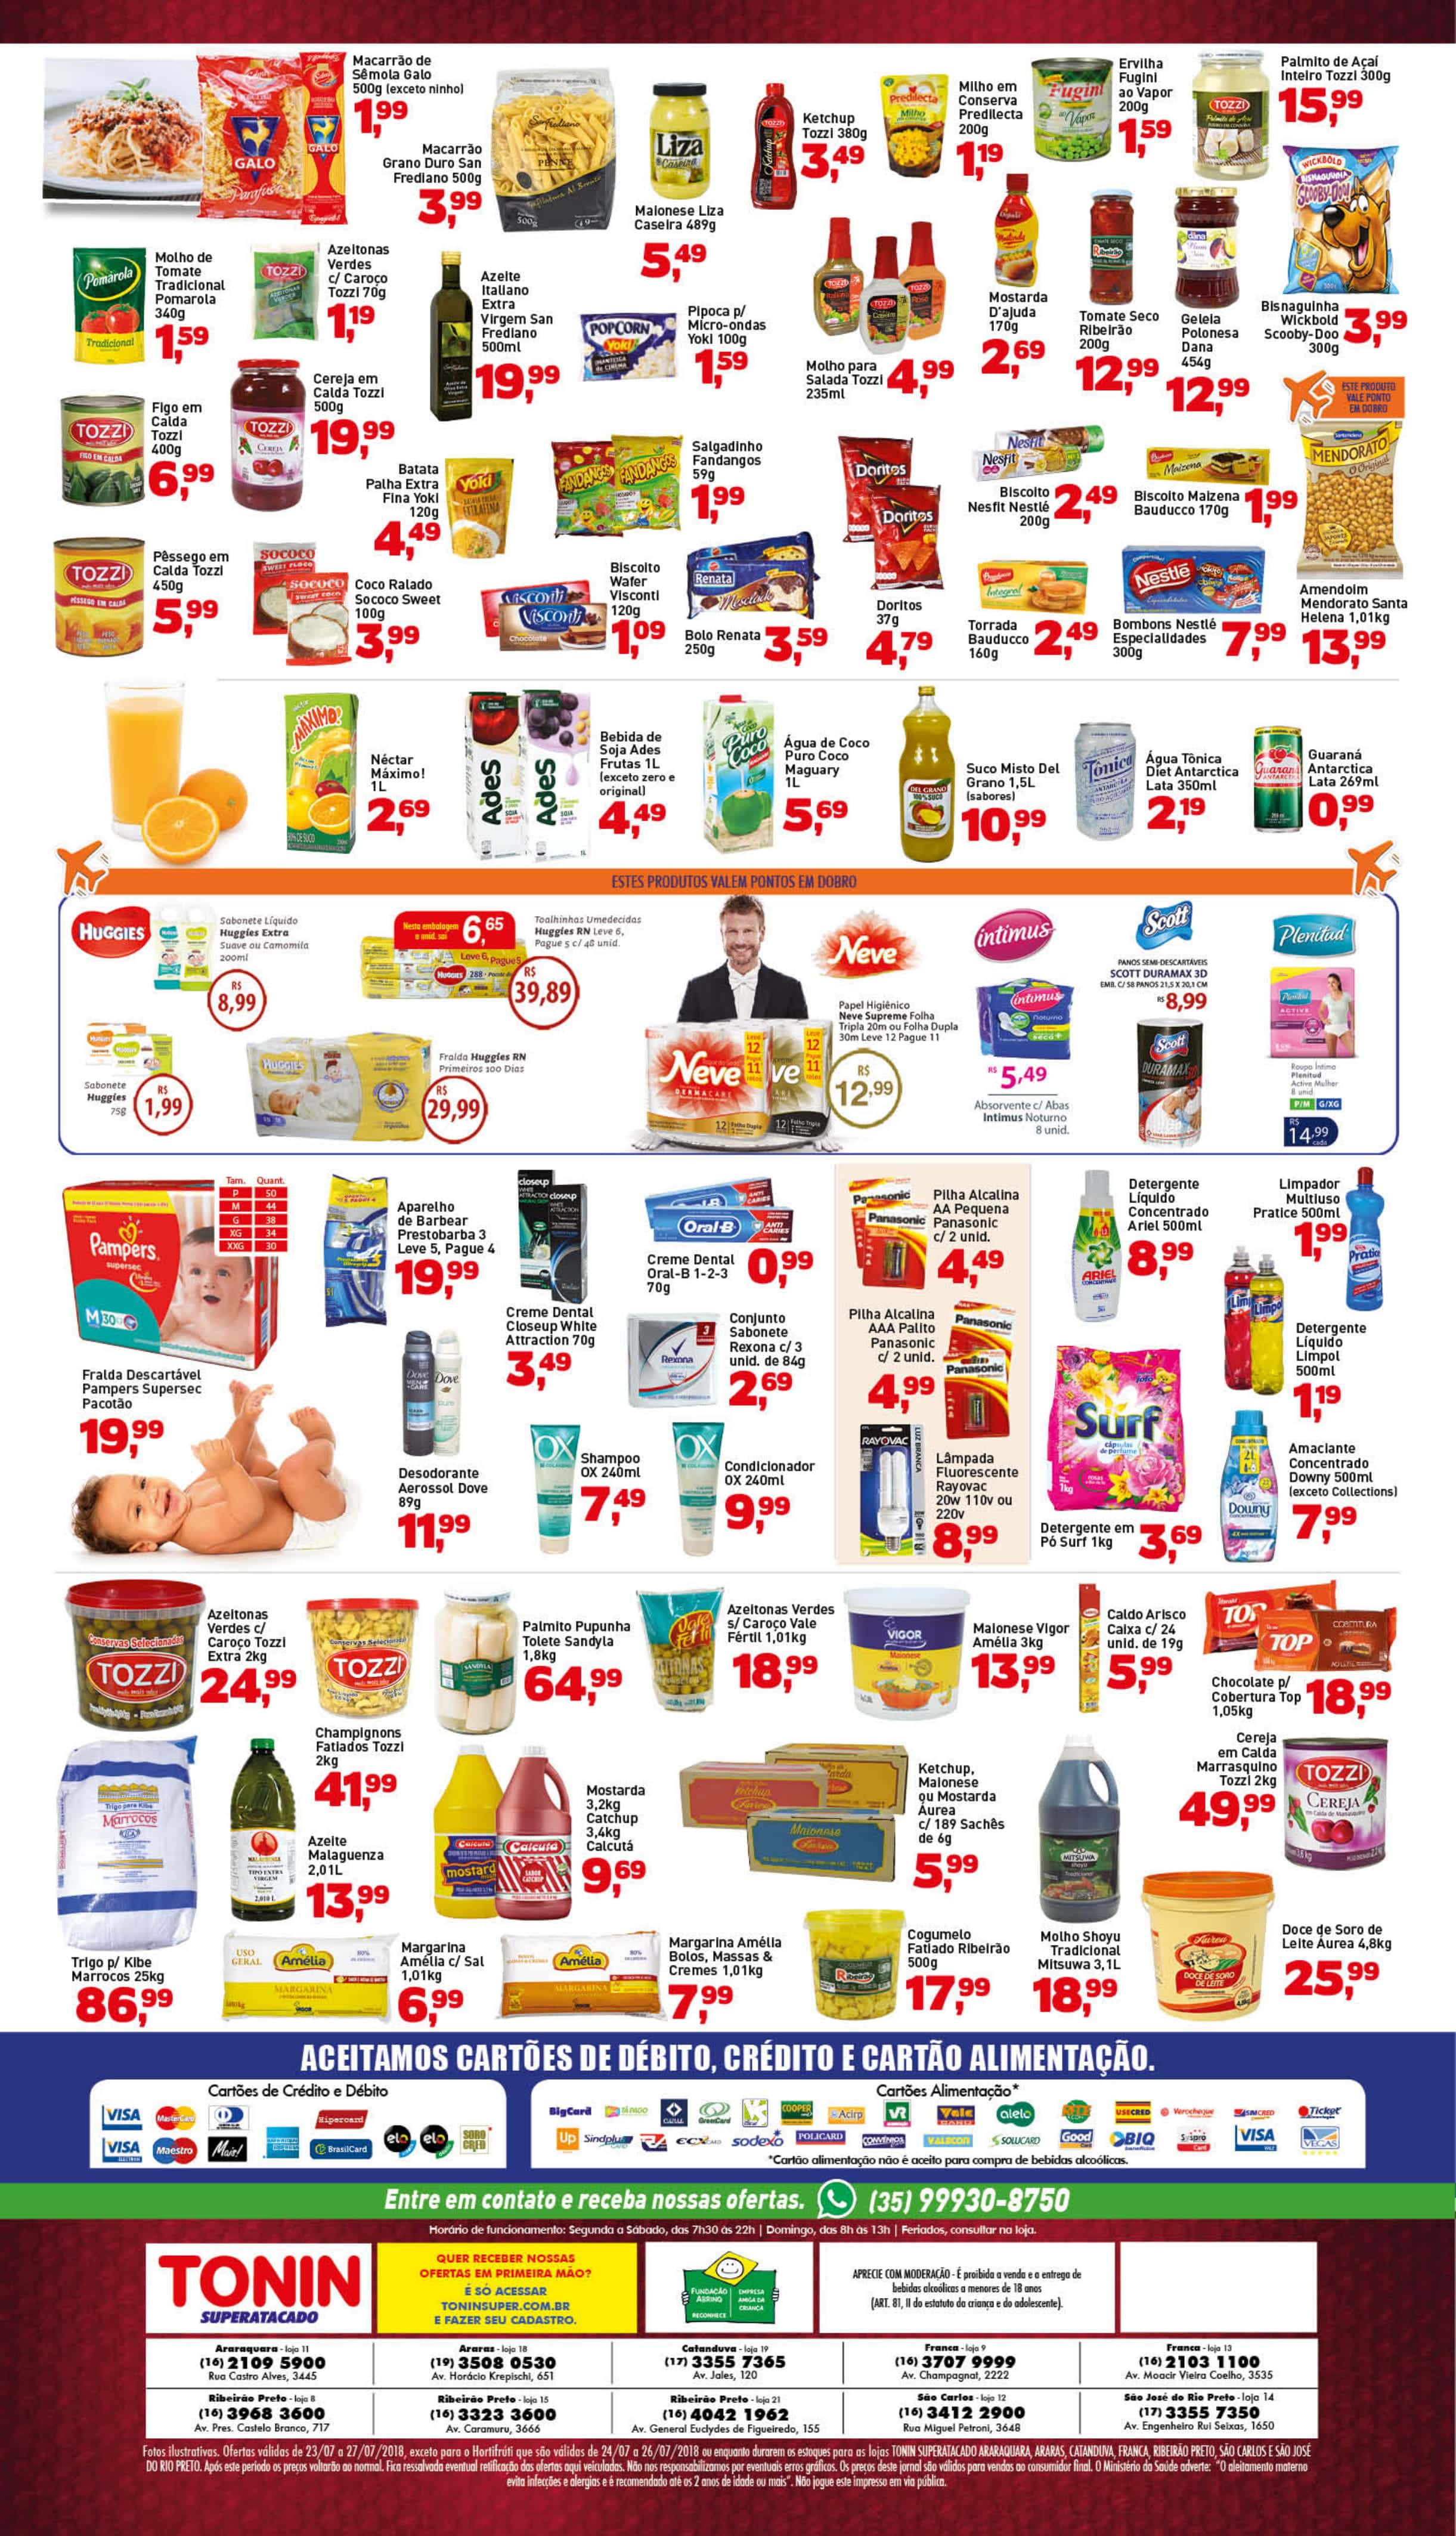 Macarrão de
Sêmola Galo
500g (exceto ninho)
1,99
Macarrão
Grano Duro San
Frediano 500g
3,99
Maionese Liza
Caseira 489g
5,49
Ketchup
Tozzi 380g
3,49
Milho em
Conserva
Predilecta
200g
1,19
Ervilha
Fugini
ao Vapor
200g
1,59
Palmito de Açaí
Inteiro Tozzi 300g
15,99
Molho de
Tomate
Tradicional
Pomarola
340g
1,59
Azeitonas
Verdes
c/ Caroço
Tozzi 70g
1,19
Azeite
Italiano
Extra
Virgem San
Frediano
500ml
19,99
Pipoca p/
Micro-ondas
Yoki 100g
1,59
Molho para
Salada Tozzi
235ml
4,99
Mostarda
D'ajuda
170g
2,69
Tomate Seco
Ribeirão
200g
12,99
Geleia
Polonesa
Dana
454g
12,99
Bisnaguinha
Wickbold
Scooby-Doo
300g
3,99
ESTE PRODUTO
VALE PONTO
EM DOBRO
Figo em
Calda
Tozzi
400g
6,99
Cereja em
Calda Tozzi
500g
19,99
Batata
Palha Extra
Fina Yoki
120g
4,49
Salgadinho
Fandangos
59g
1,99
Doritos
37g
4,79
Biscoito
Nesfit Nestlé
200g
2,49
Biscoito Maizena
Bauducco 170g
1,99
Amendoim
Mendorato Santa
Helena 1,01kg
13,99
Pêssego em
Calda Tozzi
450g
5,99
Coco Ralado
Sococo Sweet
100g
3,99
Biscoito
Wafer
Visconti
120g
1,09
Bolo Renata
250g
3,59
Torrada
Bauducco
160g
2,49
Bombons Nestlé
Especialidades
300g
7,99
Néctar
Máximo!
1L
2,69
Bebida de
Soja Ades
Frutas 1L
(exceto zero e
original)
4,49
Água de Coco
Puro Coco
Maguary
1L
5,69
Suco Misto Del
Grano 1,5L
(sabores)
10,99
Água Tônica
Diet Antarctica
Lata 350ml
2,19
Guaraná
Antarctica
Lata 269ml
0,99
ESTES PRODUTOS VALEM PONTOS EM DOBRO
HUGGIES
Sabonete Líquido
Huggies Extra
Suave ou Camomila
200ml
R$
8,99
Nesta embalagem
a unid. sai
6,65
Leve 6, Pague 5
Toalhinhas Umedecidas
Huggies RN Leve 6,
Pague 5 c/ 48 unid.
R$
39,89
Sabonete
Huggies
75g
R$
1,99
Fralda Huggies RN
Primeiros 100 Dias
R$
29,99
Neve
Papel Higiênico
Neve Supreme Folha
Tripla 20m ou Folha Dupla
30m Leve 12 Pague 11
R$
12,99
intimus
R$ 5,49
Absorvente c/ Abas
Intimus Noturno
8 unid.
Scott
PANOS SEMI-DESCARTÁVEIS
SCOTT DURAMAX 3D
EMB. C/ 58 PANOS 21,5 X 20,1 CM
R$ 8,99
Plenitud
Roupa Íntima
Plenitud
Active Mulher
8 unid
P/M G/XG
R$
14,99
cada
Tam. Quant.
P 50
M 44
G 38
XG 34
XXG 30
Fralda Descartável
Pampers Supersec
Pacotão
19,99
Aparelho
de Barbear
Prestobarba 3
Leve 5, Pague 4
19,99
Creme Dental
Closeup White
Attraction 70g
3,49
Creme Dental
Oral-B 1-2-3
70g
0,99
Conjunto
Sabonete
Rexona c/ 3
unid. de 84g
2,69
Pilha Alcalina
AA Pequena
Panasonic
c/ 2 unid.
4,49
Pilha Alcalina
AAA Palito
Panasonic
c/ 2 unid.
4,99
Detergente
Líquido
Concentrado
Ariel 500ml
8,99
Limpador
Multiuso
Pratice 500ml
1,99
Detergente
Líquido
Limpol
500ml
1,19
Desodorante
Aerossol Dove
89g
11,99
Shampoo
OX 240ml
7,49
Condicionador
OX 240ml
9,99
Lâmpada
Fluorescente
Rayovac
20w 110v ou
220v
8,99
Detergente em
Pó Surf 1kg
3,69
Amaciante
Concentrado
Downy 500ml
(exceto Collections)
7,99
Azeitonas
Verdes c/
Caroço Tozzi
Extra 2kg
24,99
Champignons
Fatiados Tozzi
2kg
41,99
Palmito Pupunha
Tolete Sandyla
1,8kg
64,99
Azeitonas Verdes
s/ Caroço Vale
Fértil 1,01kg
18,99
Maionese Vigor
Amélia 3kg
13,99
Caldo Arisco
Caixa c/ 24
unid. de 19g
5,99
Chocolate p/
Cobertura Top
1,05kg
18,99
Trigo p/ Kibe
Marrocos 25kg
86,99
Azeite
Malaguenza
2,01L
13,99
Mostarda
3,2kg
Catchup
3,4kg
Calcutá
9,69
Ketchup,
Maionese
ou Mostarda
Áurea
c/ 189 Sachês
de 6g
5,99
Cereja
em Calda
Marrasquino
Tozzi 2kg
49,99
Margarina
Amélia c/ Sal
1,01kg
6,99
Margarina Amélia
Bolos, Massas &
Cremes 1,01kg
7,99
Cogumelo
Fatiado Ribeirão
500g
17,99
Molho Shoyu
Tradicional
Mitsuwa 3,1L
18,99
Doce de Soro de
Leite Áurea 4,8kg
25,99
ACEITAMOS CARTÕES DE DÉBITO, CRÉDITO E CARTÃO ALIMENTAÇÃO.
Cartões de Crédito e Débito
VISA MasterCard Hipercard
VISA Maestro Mais! BrasilCard elo elo SORO CRED
Cartões Alimentação*
BigCard GreenCard COOPER Acirp VR Vale alelo USECRED Verocheque Ticket
Up Sindplus sodexo POLICARD CONVÊNIOS VALECON SOLUCARD Good BIQ VISA VEGAS
*Cartão alimentação não é aceito para compra de bebidas alcoólicas.
Entre em contato e receba nossas ofertas. (35) 99930-8750
Horário de funcionamento: Segunda a Sábado, das 7h30 às 22h | Domingo, das 8h às 13h | Feriados, consultar na loja.
TONIN
SUPERATACADO
QUER RECEBER NOSSAS
OFERTAS EM PRIMEIRA MÃO?
É SÓ ACESSAR
TONINSUPER.COM.BR
E FAZER SEU CADASTRO.
FUNDAÇÃO
ABRINQ
RECONHECE
EMPRESA
AMIGA DA
CRIANÇA
APRECIE COM MODERAÇÃO - É proibida a venda e a entrega de
bebidas alcoólicas a menores de 18 anos
(ART. 81, II do estatuto da criança e do adolescente).
Araraquara - loja 11
(16) 2109 5900
Rua Castro Alves, 3445
Araras - loja 18
(19) 3508 0530
Av. Horácio Krepischi, 651
Catanduva - loja 19
(17) 3355 7365
Av. Jales, 120
Franca - loja 9
(16) 3707 9999
Av. Champagnat, 2222
Franca - loja 13
(16) 2103 1100
Av. Moacir Vieira Coelho, 3535
Ribeirão Preto - loja 8
(16) 3968 3600
Av. Pres. Castelo Branco, 717
Ribeirão Preto - loja 15
(16) 3323 3600
Av. Caramuru, 3666
Ribeirão Preto - loja 21
(16) 4042 1962
Av. General Euclydes de Figueiredo, 155
São Carlos - loja 12
(16) 3412 2900
Rua Miguel Petroni, 3648
São José do Rio Preto - loja 14
(17) 3355 7350
Av. Engenheiro Rui Seixas, 1650
Fotos ilustrativas. Ofertas válidas de 23/07 a 27/07/2018, exceto para o Hortifrúti que são válidas de 24/07 a 26/07/2018 ou enquanto durarem os estoques para as lojas TONIN SUPERATACADO ARARAQUARA, ARARAS, CATANDUVA, FRANCA, RIBEIRÃO PRETO, SÃO CARLOS E SÃO JOSÉ
DO RIO PRETO. Após este período os preços voltarão ao normal. Fica ressalvada eventual retificação das ofertas aqui veiculadas. Não nos responsabilizamos por eventuais erros gráficos. Os preços deste jornal são válidos para vendas ao consumidor final. O Ministério da Saúde adverte: "O aleitamento materno
evita infecções e alergias e é recomendado até os 2 anos de idade ou mais". Não jogue este impresso em via pública.